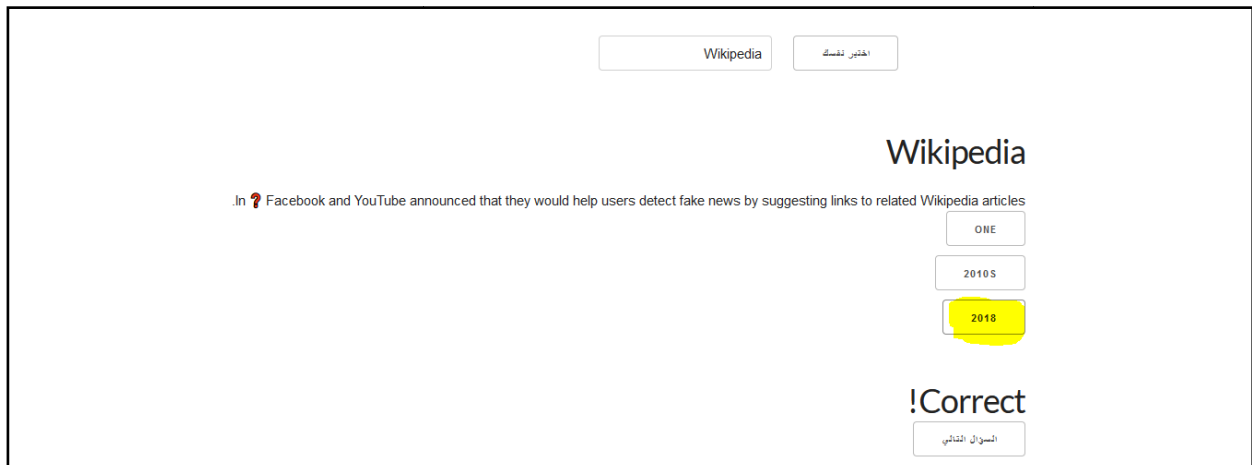 Wikipedia
اختبر نفسك
Wikipedia
.In ❓ Facebook and YouTube announced that they would help users detect fake news by suggesting links to related Wikipedia articles
ONE
2010S
2018
!Correct
السؤال التالي